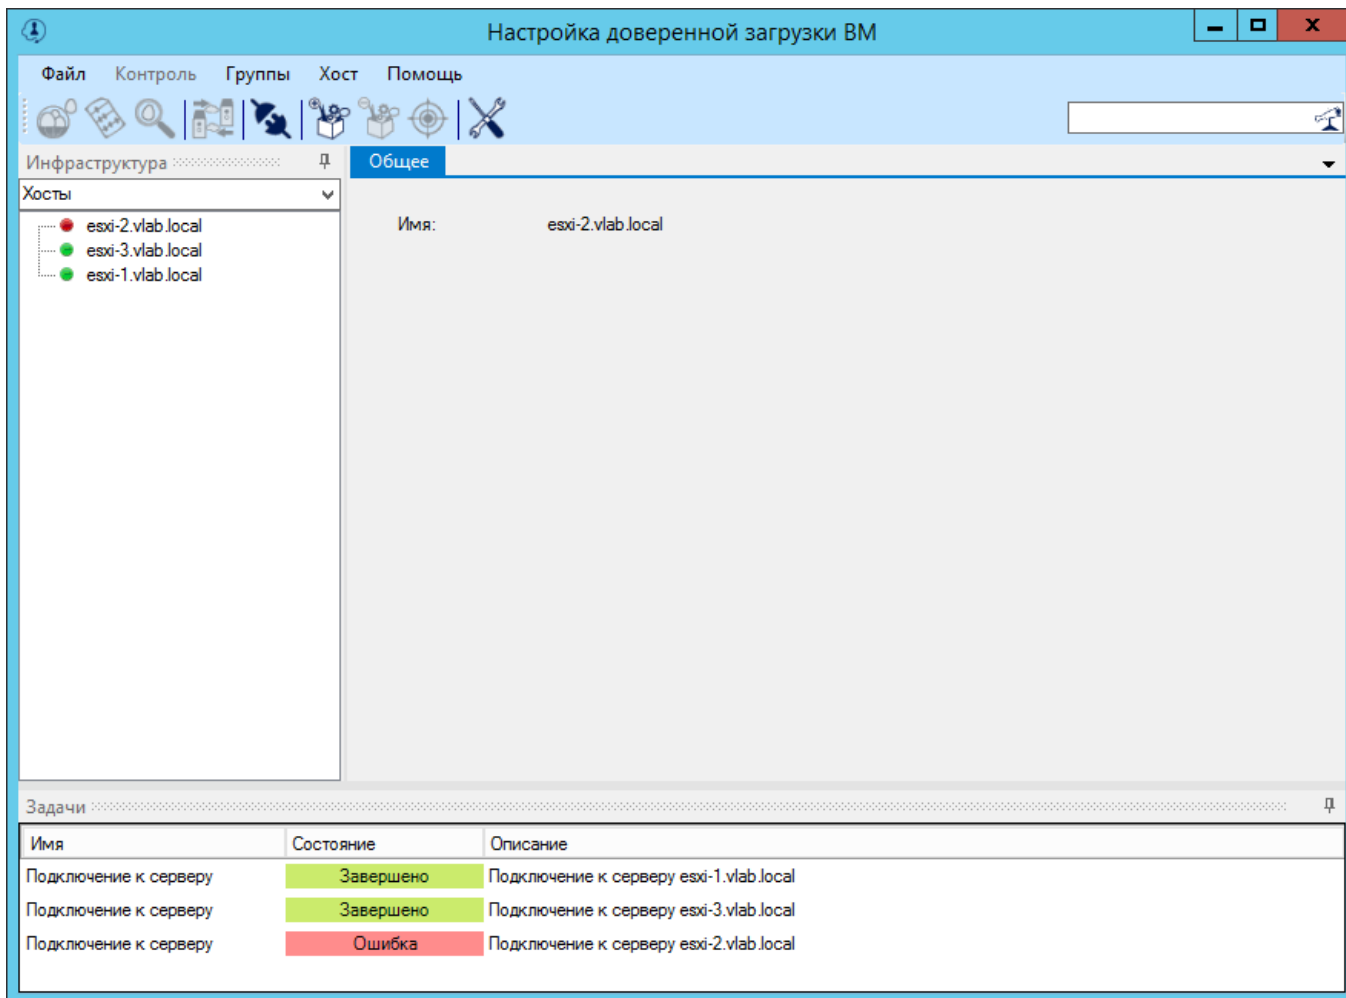 Настройка доверенной загрузки ВМ
Файл Контроль Группы Хост Помощь
Инфраструктура
Общее
Хосты
esxi-2.vlab.local
esxi-3.vlab.local
esxi-1.vlab.local
Имя: esxi-2.vlab.local
Задачи
Имя Состояние Описание
Подключение к серверу Завершено Подключение к серверу esxi-1.vlab.local
Подключение к серверу Завершено Подключение к серверу esxi-3.vlab.local
Подключение к серверу Ошибка Подключение к серверу esxi-2.vlab.local